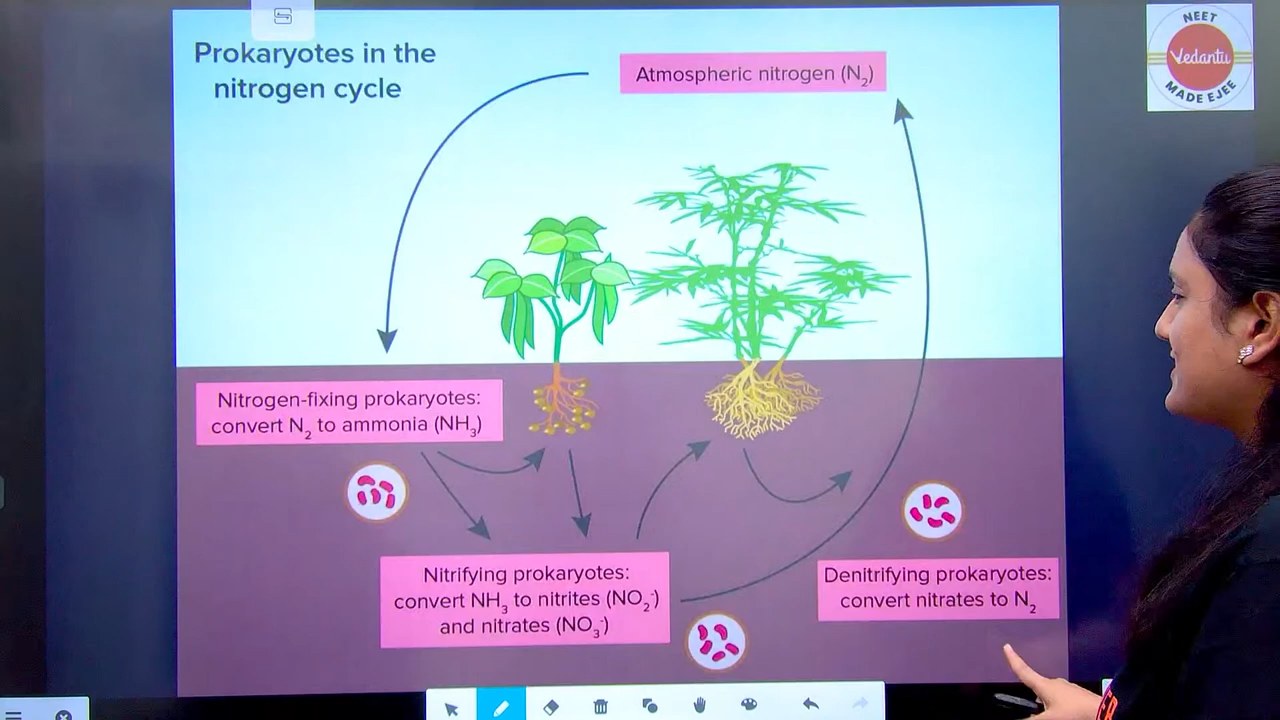 Prokaryotes in the
nitrogen cycle
Atmospheric nitrogen (N₂)
NEET
Vedantu
MADE EJEE
Nitrogen-fixing prokaryotes:
convert N₂ to ammonia (NH₃)
Nitrifying prokaryotes:
convert NH₃ to nitrites (NO₂⁻)
and nitrates (NO₃⁻)
Denitrifying prokaryotes:
convert nitrates to N₂